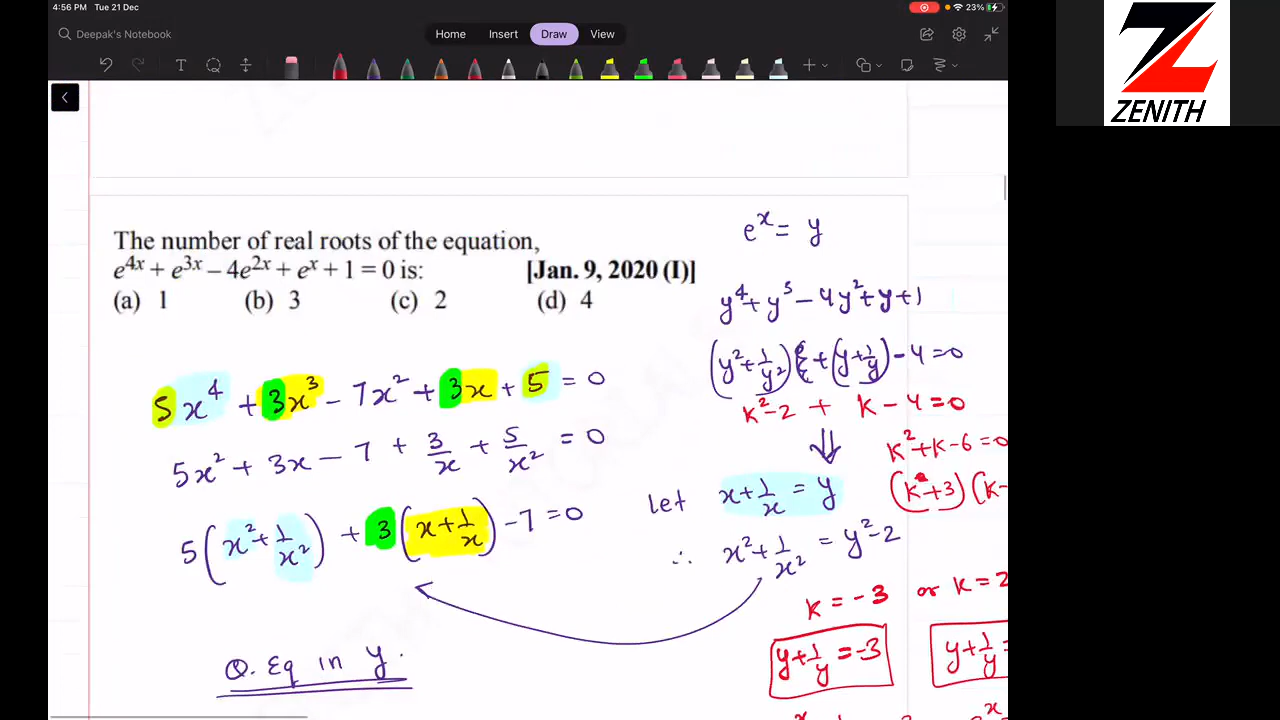 4:56 PM Tue 21 Dec
23%
Deepak's Notebook
Home Insert Draw View
ZENITH
The number of real roots of the equation,
e^{4x} + e^{3x} – 4e^{2x} + e^x + 1 = 0 is: [Jan. 9, 2020 (I)]
(a) 1 (b) 3 (c) 2 (d) 4
5x^4 + 3x^3 - 7x^2 + 3x + 5 = 0
5x^2 + 3x - 7 + 3/x + 5/x^2 = 0
5(x^2 + 1/x^2) + 3(x + 1/x) - 7 = 0
Q. Eq in y.
e^x = y
y^4 + y^3 - 4y^2 + y + 1
(y^2 + 1/y^2) + (y + 1/y) - 4 = 0
k^2 - 2 + k - 4 = 0
k^2 + k - 6 = 0
(k + 3)(k -
let x + 1/x = y
∴ x^2 + 1/x^2 = y^2 - 2
k = -3 or k = 2
y + 1/y = -3 y + 1/y =